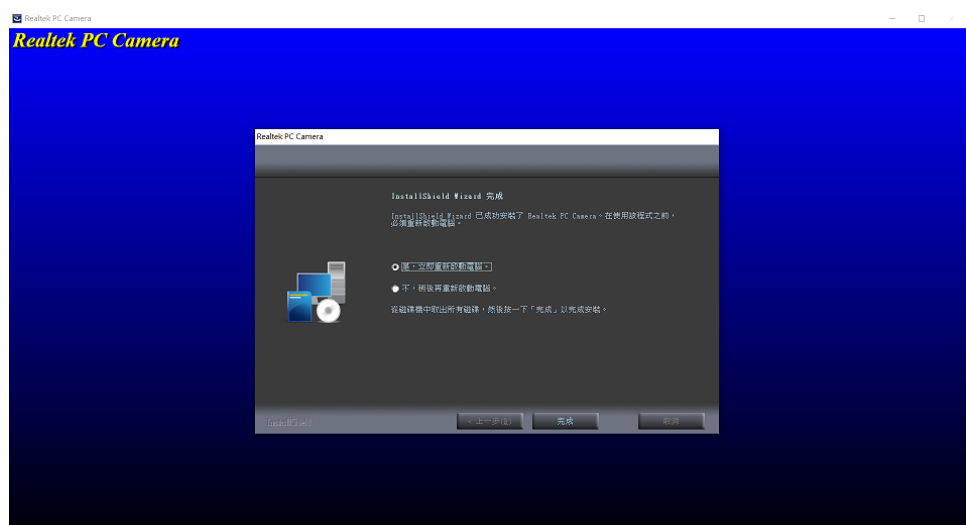 Realtek PC Camera
Realtek PC Camera
Realtek PC Camera
InstallShield Wizard 完成
InstallShield Wizard 已成功安裝了 Realtek PC Camera。在使用該程式之前，
必須重新啟動電腦。
是，立即重新啟動電腦。
不，稍後再重新啟動電腦。
從磁碟機中取出所有磁碟，然後按一下「完成」以完成安裝。
InstallShield
< 上一步(B)
完成
取消